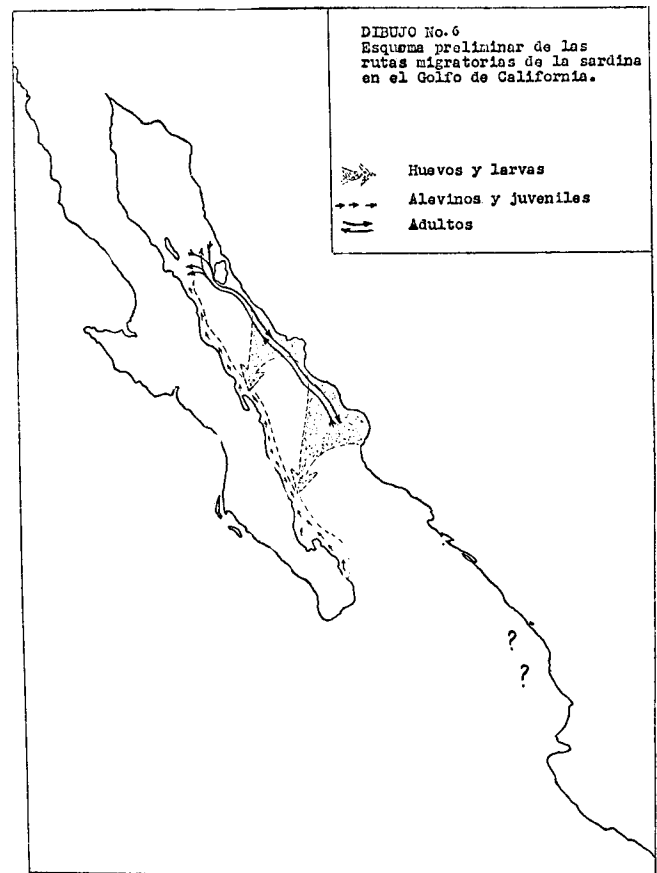 DIBUJO No.6
Esquema preliminar de las
rutas migratorias de la sardina
en el Golfo de California.
Huevos y larvas
Alevinos y juveniles
Adultos
?
?